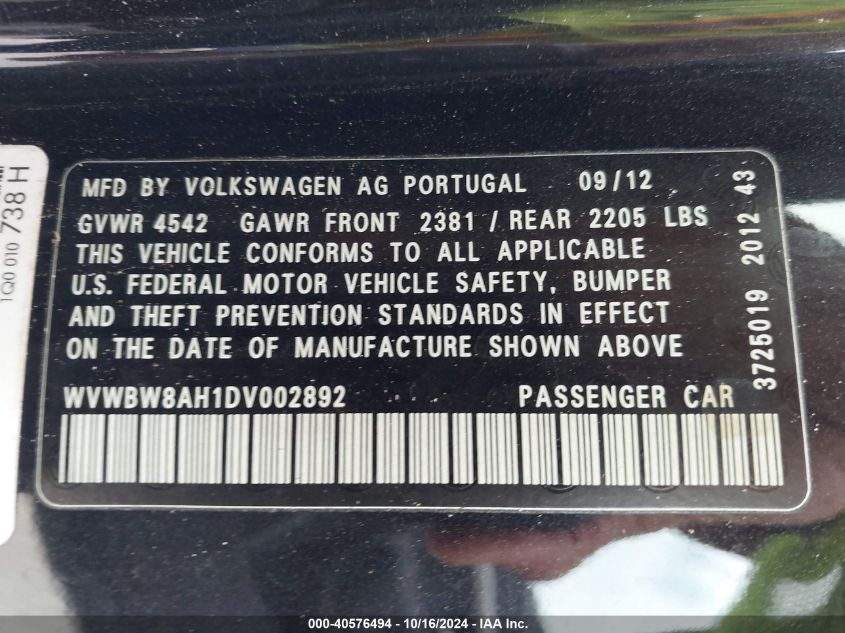 MFD BY VOLKSWAGEN AG PORTUGAL 09/12
GVWR 4542 GAWR FRONT 2381 / REAR 2205 LBS
THIS VEHICLE CONFORMS TO ALL APPLICABLE
U.S. FEDERAL MOTOR VEHICLE SAFETY, BUMPER
AND THEFT PREVENTION STANDARDS IN EFFECT
ON THE DATE OF MANUFACTURE SHOWN ABOVE
WVWBW8AH1DV002892 PASSENGER CAR
3725019 2012 43
1Q0 010 738 H
000-40576494 - 10/16/2024 - IAA Inc.